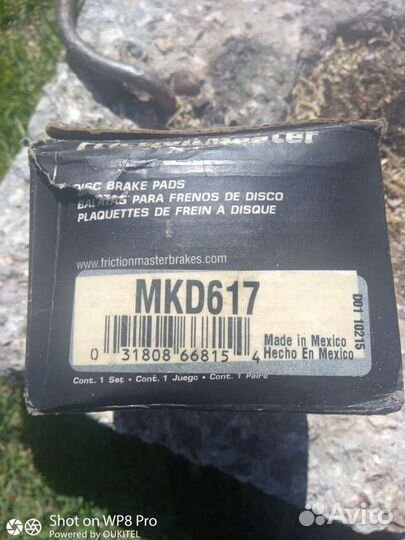 frictionmaster
DISC BRAKE PADS
BALATAS PARA FRENOS DE DISCO
PLAQUETTES DE FREIN À DISQUE
www.frictionmasterbrakes.com
MKD617
0 31808 66815 4
Made in Mexico
Hecho En Mexico
D01 10215
Cont. 1 Set • Cont. 1 Juego • Cont. 1 Paire
Shot on WP8 Pro
Powered by OUKITEL
Avito